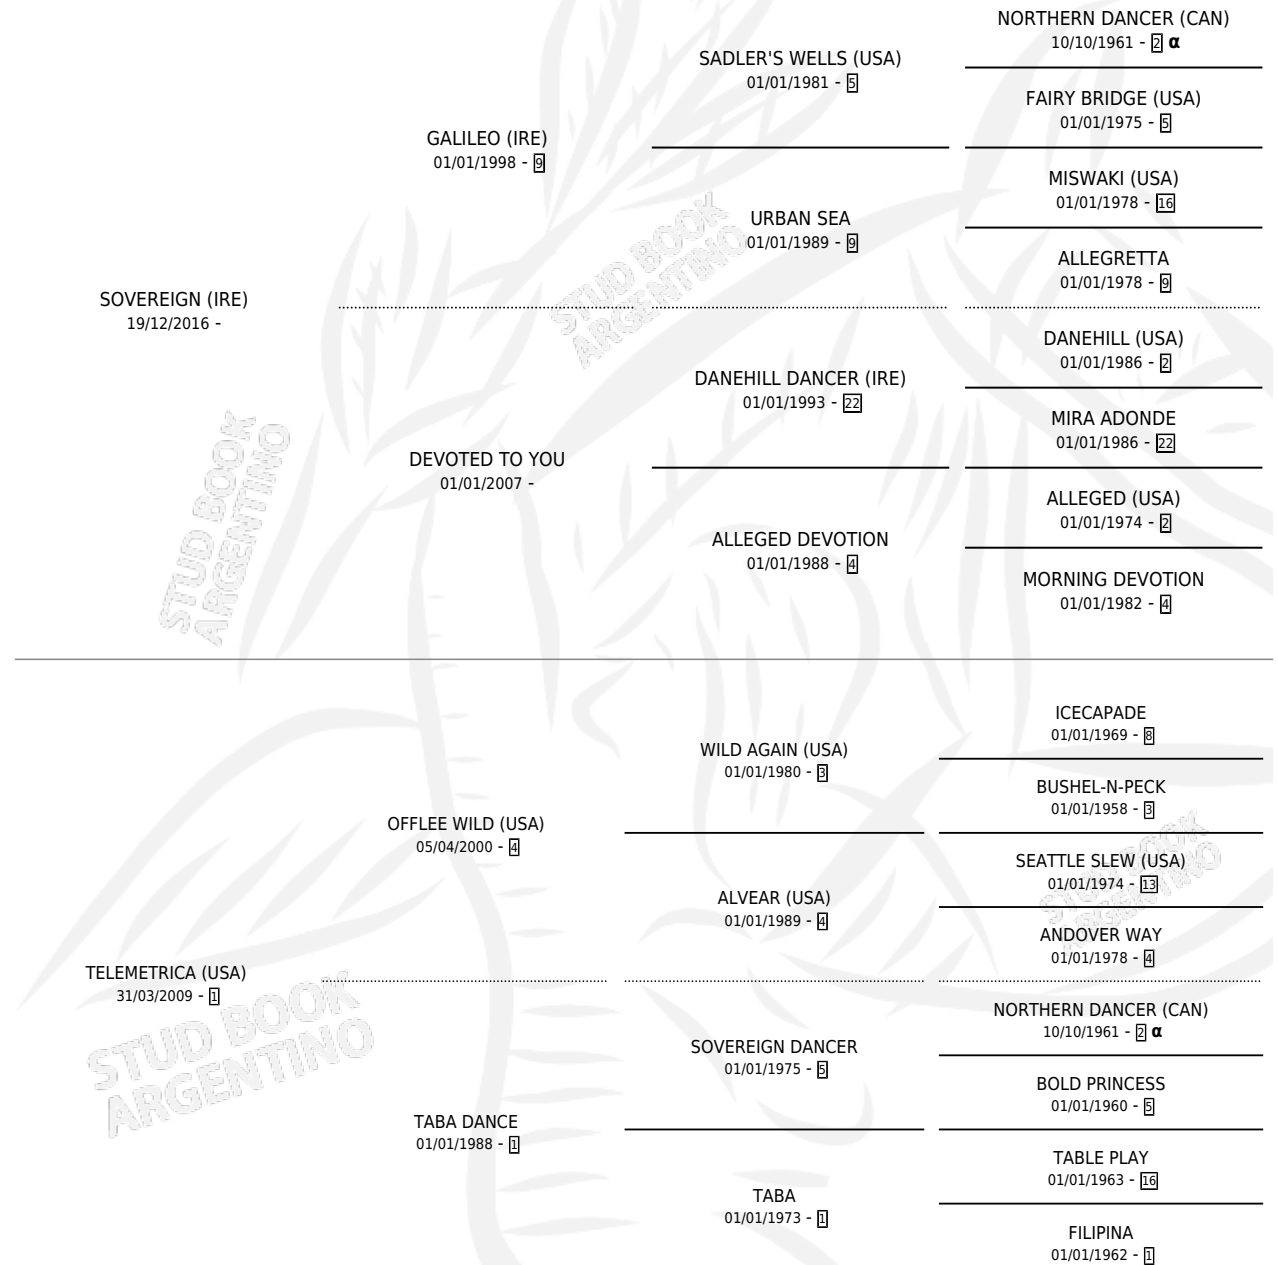 NORTHERN DANCER (CAN)
10/10/1961 - 2 α
SADLER'S WELLS (USA)
01/01/1981 - 5
FAIRY BRIDGE (USA)
01/01/1975 - 5
GALILEO (IRE)
01/01/1998 - 9
MISWAKI (USA)
01/01/1978 - 16
URBAN SEA
01/01/1989 - 9
ALLEGRETTA
01/01/1978 - 9
STUD BOOK
ARGENTINO
SOVEREIGN (IRE)
19/12/2016 -
DANEHILL (USA)
01/01/1986 - 2
DANEHILL DANCER (IRE)
01/01/1993 - 22
MIRA ADONDE
01/01/1986 - 22
DEVOTED TO YOU
01/01/2007 -
ALLEGED (USA)
01/01/1974 - 2
ALLEGED DEVOTION
01/01/1988 - 4
MORNING DEVOTION
01/01/1982 - 4
STUD BOOK
ARGENTINO
ICECAPADE
01/01/1969 - 8
WILD AGAIN (USA)
01/01/1980 - 3
BUSHEL-N-PECK
01/01/1958 - 3
OFFLEE WILD (USA)
05/04/2000 - 4
SEATTLE SLEW (USA)
01/01/1974 - 13
ALVEAR (USA)
01/01/1989 - 4
ANDOVER WAY
01/01/1978 - 4
STUD BOOK
ARGENTINO
TELEMETRICA (USA)
31/03/2009 - 1
NORTHERN DANCER (CAN)
10/10/1961 - 2 α
SOVEREIGN DANCER
01/01/1975 - 5
BOLD PRINCESS
01/01/1960 - 5
STUD BOOK
ARGENTINO
TABA DANCE
01/01/1988 - 1
TABLE PLAY
01/01/1963 - 16
TABA
01/01/1973 - 1
FILIPINA
01/01/1962 - 1